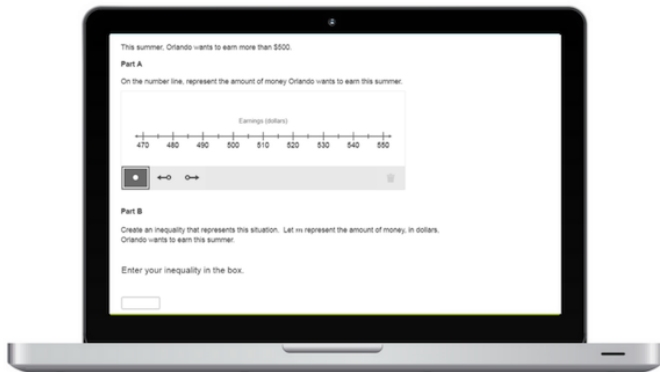 This summer, Orlando wants to earn more than $500.
Part A
On the number line, represent the amount of money Orlando wants to earn this summer.
Earnings (dollars)
470 480 490 500 510 520 530 540 550
Part B
Create an inequality that represents this situation. Let m represent the amount of money, in dollars,
Orlando wants to earn this summer.
Enter your inequality in the box.